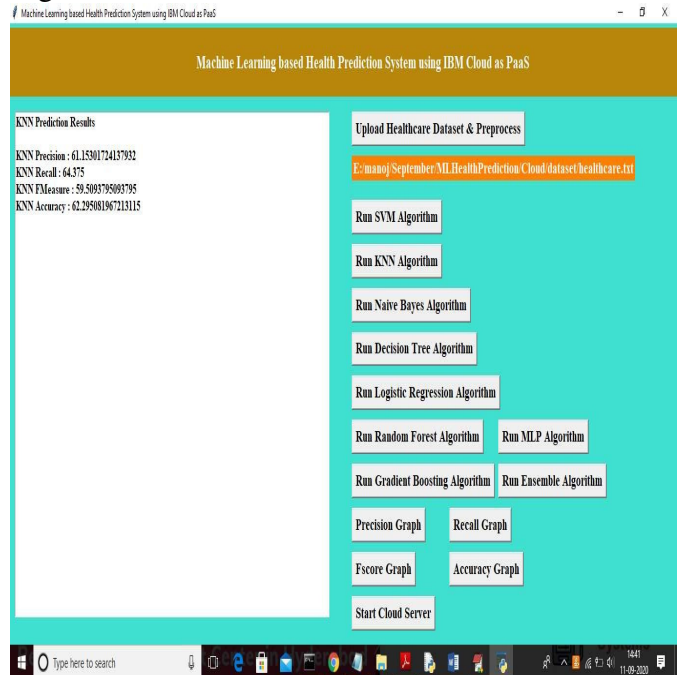 Machine Learning based Health Prediction System using IBM Cloud as PaaS
Machine Learning based Health Prediction System using IBM Cloud as PaaS
KNN Prediction Results
KNN Precision : 61.15301724137932
KNN Recall : 64.375
KNN FMeasure : 59.5093795093795
KNN Accuracy : 62.295081967213115
Upload Healthcare Dataset & Preprocess
E:/manoj/September/MLHealthPrediction/Cloud/dataset/healthcare.txt
Run SVM Algorithm
Run KNN Algorithm
Run Naive Bayes Algorithm
Run Decision Tree Algorithm
Run Logistic Regression Algorithm
Run Random Forest Algorithm Run MLP Algorithm
Run Gradient Boosting Algorithm Run Ensemble Algorithm
Precision Graph Recall Graph
Fscore Graph Accuracy Graph
Start Cloud Server
Type here to search
14:41
11-09-2020